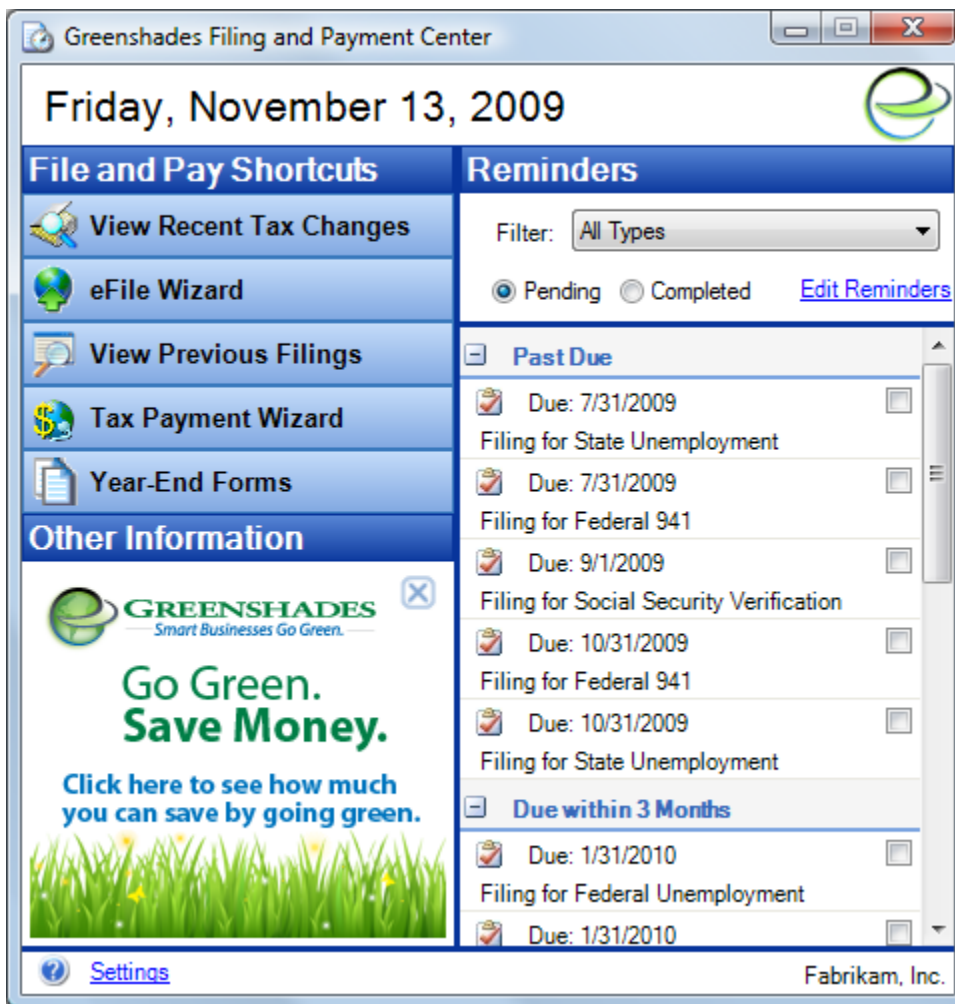 Greenshades Filing and Payment Center
Friday, November 13, 2009
File and Pay Shortcuts
View Recent Tax Changes
eFile Wizard
View Previous Filings
Tax Payment Wizard
Year-End Forms
Other Information
GREENSHADES
Smart Businesses Go Green.
Go Green.
Save Money.
Click here to see how much
you can save by going green.
Reminders
Filter: All Types
Pending Completed Edit Reminders
Past Due
Due: 7/31/2009
Filing for State Unemployment
Due: 7/31/2009
Filing for Federal 941
Due: 9/1/2009
Filing for Social Security Verification
Due: 10/31/2009
Filing for Federal 941
Due: 10/31/2009
Filing for State Unemployment
Due within 3 Months
Due: 1/31/2010
Filing for Federal Unemployment
Due: 1/31/2010
Settings
Fabrikam, Inc.